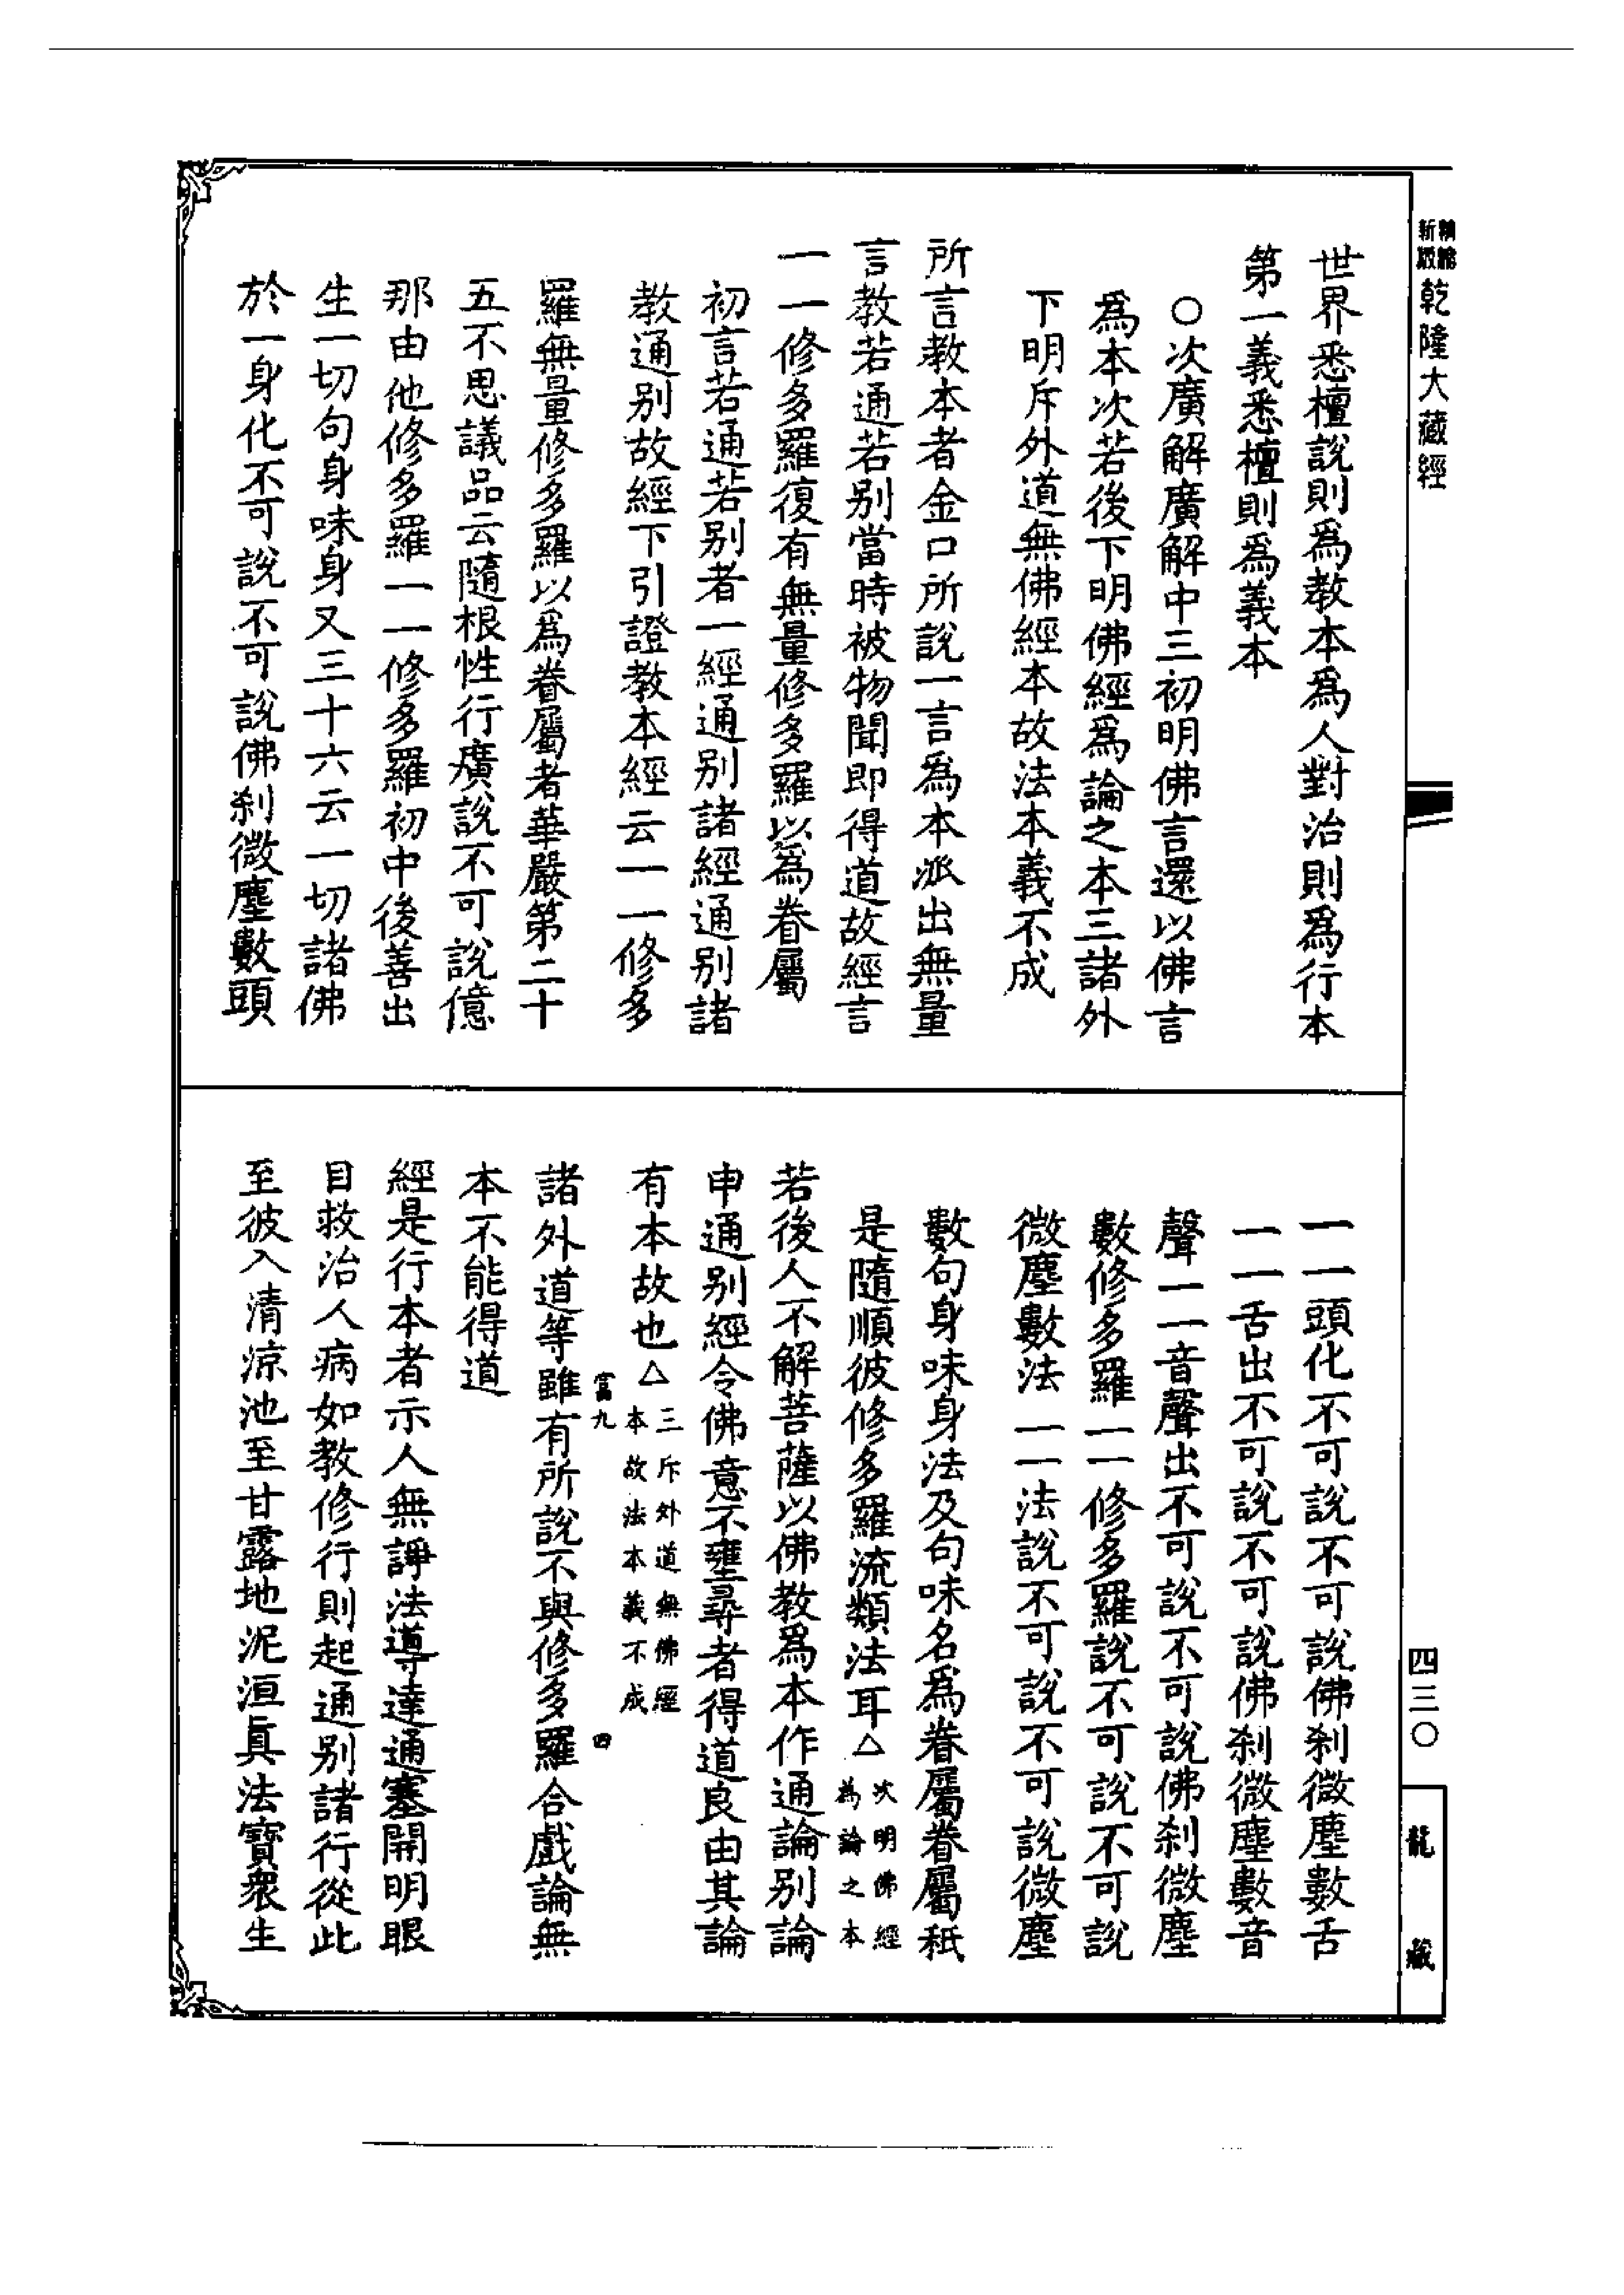 新版精縮乾隆大藏經
世界悉檀說則爲教本爲人對治則爲行本
第一義悉檀則爲義本
○次廣解廣解中三初明佛言還以佛言
爲本次若後下明佛經爲論之本三諸外
下明斥外道無佛經本故法本義不成
所言教本者金口所說一言爲本派出無量
言教若通若別當時被物聞即得道故經言
一一修多羅復有無量修多羅以爲眷屬
初言若通若別者一經通別諸經通別諸
教通別故經下引證教本經云一一修多
羅無量修多羅以爲眷屬者華嚴第二十
五不思議品云隨根性行廣說不可說億
那由他修多羅一一修多羅初中後善出
生一切句身味身又三十六云一切諸佛
於一身化不可說不可說佛刹微塵數頭
一一頭化不可說不可說佛刹微塵數舌
一一舌出不可說不可說佛刹微塵數音
聲一一音聲出不可說不可說佛刹微塵
數修多羅一一修多羅說不可說不可說
微塵數法一一法說不可說不可說微塵
數句身味身法及句味名爲眷屬眷屬秖
是隨順彼修多羅流類法耳△次明佛經爲論之本
若後人不解菩薩以佛教爲本作通論別論
申通別經令佛意不壅尋者得道良由其論
有本故也△三斥外道無佛經本故法本義不成
富九 四
諸外道等雖有所說不與修多羅合戲論無
本不能得道
經是行本者示人無諍法導達通塞開明眼
目救治人病如教修行則起通別諸行從此
至彼入清涼池至甘露地泥洹眞法寶衆生
四三〇
龍藏